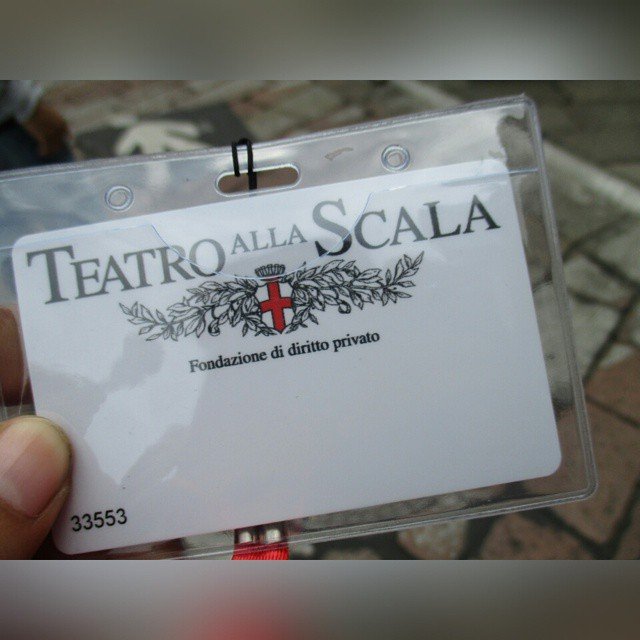 TEATRO ALLA SCALA
Fondazione di diritto privato
33553